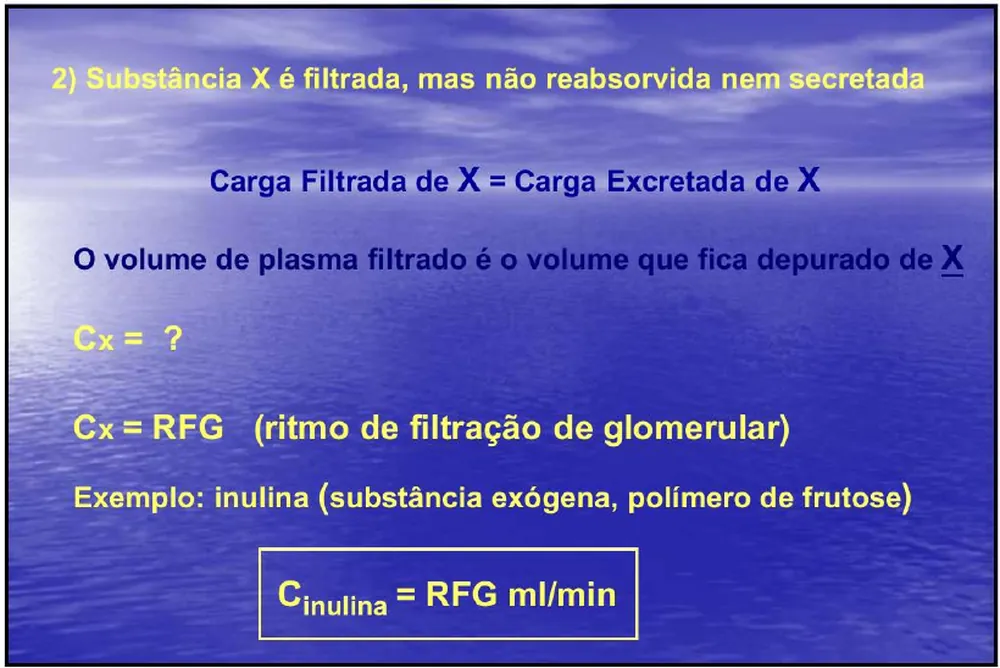 2) Substância X é filtrada, mas não reabsorvida nem secretada
Carga Filtrada de X = Carga Excretada de X
O volume de plasma filtrado é o volume que fica depurado de X
Cx = ?
Cx = RFG (ritmo de filtração de glomerular)
Exemplo: inulina (substância exógena, polímero de frutose)
Cinulina = RFG ml/min